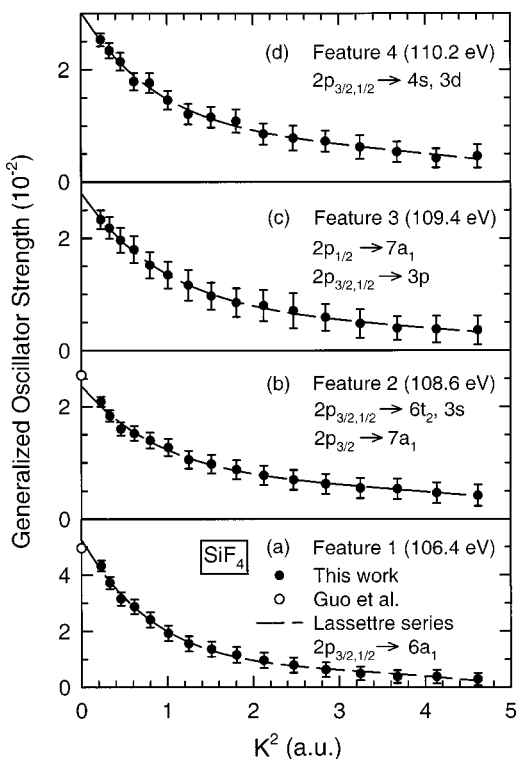 Generalized Oscillator Strength (10⁻²)
(d) Feature 4 (110.2 eV)
2p₃/₂,₁/₂ → 4s, 3d
2
0
(c) Feature 3 (109.4 eV)
2p₁/₂ → 7a₁
2p₃/₂,₁/₂ → 3p
2
0
(b) Feature 2 (108.6 eV)
2p₃/₂,₁/₂ → 6t₂, 3s
2p₃/₂ → 7a₁
2
0
SiF₄ (a) Feature 1 (106.4 eV)
This work
Guo et al.
Lassettre series
2p₃/₂,₁/₂ → 6a₁
4
2
0
0 1 2 3 4 5
K² (a.u.)